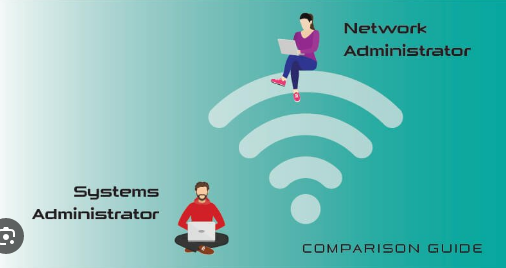 Network
Administrator
Systems
Administrator
COMPARISON GUIDE